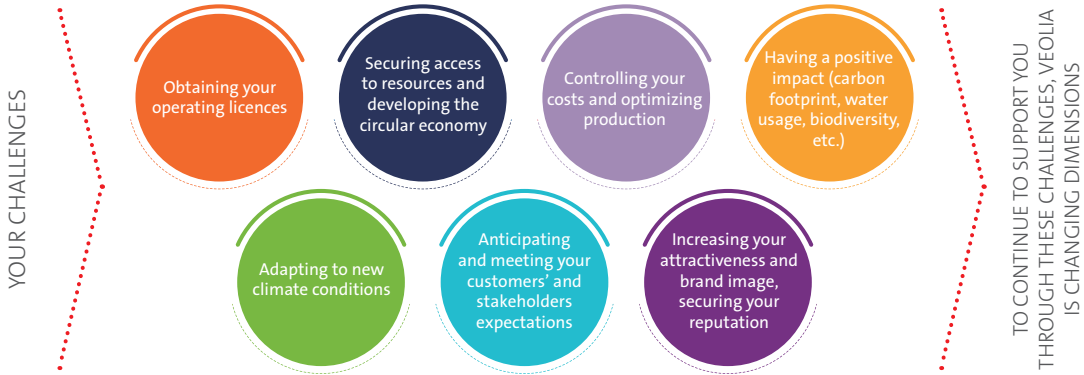 YOUR CHALLENGES
Obtaining your
operating licences
Securing access
to resources and
developing the
circular economy
Controlling your
costs and optimizing
production
Having a positive
impact (carbon
footprint, water
usage, biodiversity,
etc.)
Adapting to new
climate conditions
Anticipating
and meeting your
customers’ and
stakeholders
expectations
Increasing your
attractiveness and
brand image,
securing your
reputation
TO CONTINUE TO SUPPORT YOU
THROUGH THESE CHALLENGES, VEOLIA
IS CHANGING DIMENSIONS